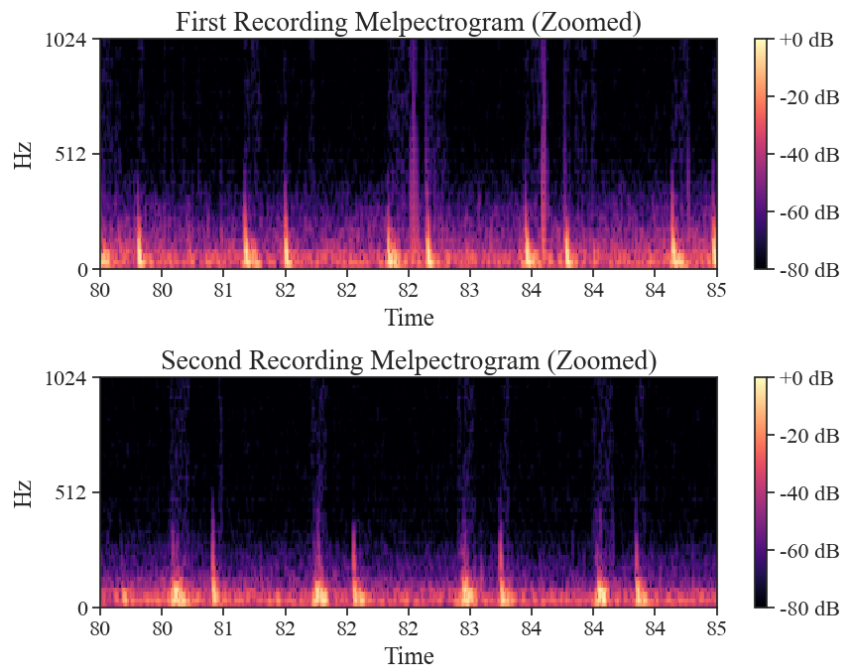 First Recording Melpectrogram (Zoomed)
1024
512
0
Hz
80 80 81 82 82 82 83 84 84 85
Time
+0 dB
-20 dB
-40 dB
-60 dB
-80 dB
Second Recording Melpectrogram (Zoomed)
1024
512
0
Hz
80 80 81 82 82 82 83 84 84 85
Time
+0 dB
-20 dB
-40 dB
-60 dB
-80 dB